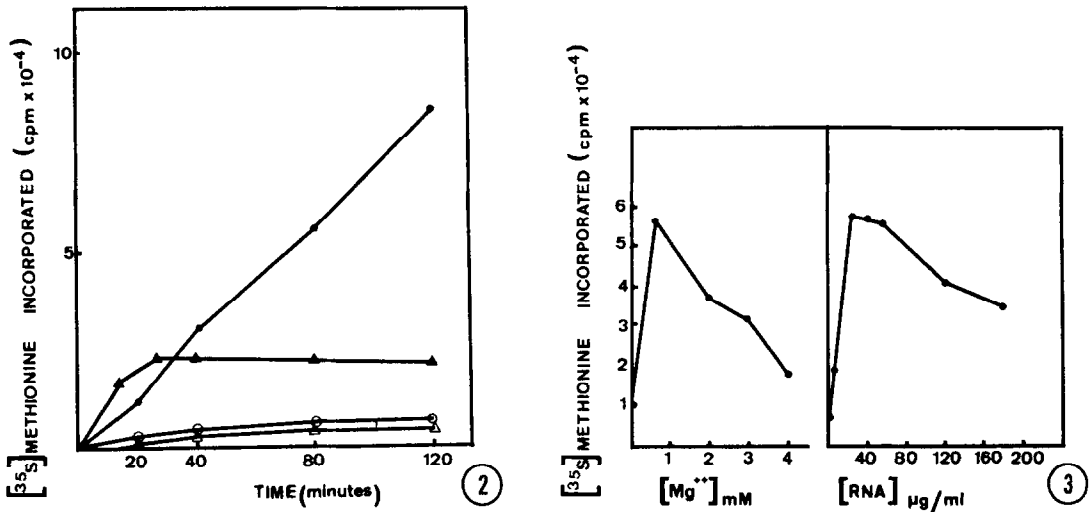 [³⁵S] METHIONINE INCORPORATED (cpm x 10⁻⁴)
10
5
20
40
80
120
TIME (minutes)
2
[³⁵S] METHIONINE INCORPORATED (cpm x 10⁻⁴)
6
5
4
3
2
1
1 2 3 4
[Mg⁺⁺] mM
40 80 120 160 200
[RNA] µg/ml
3